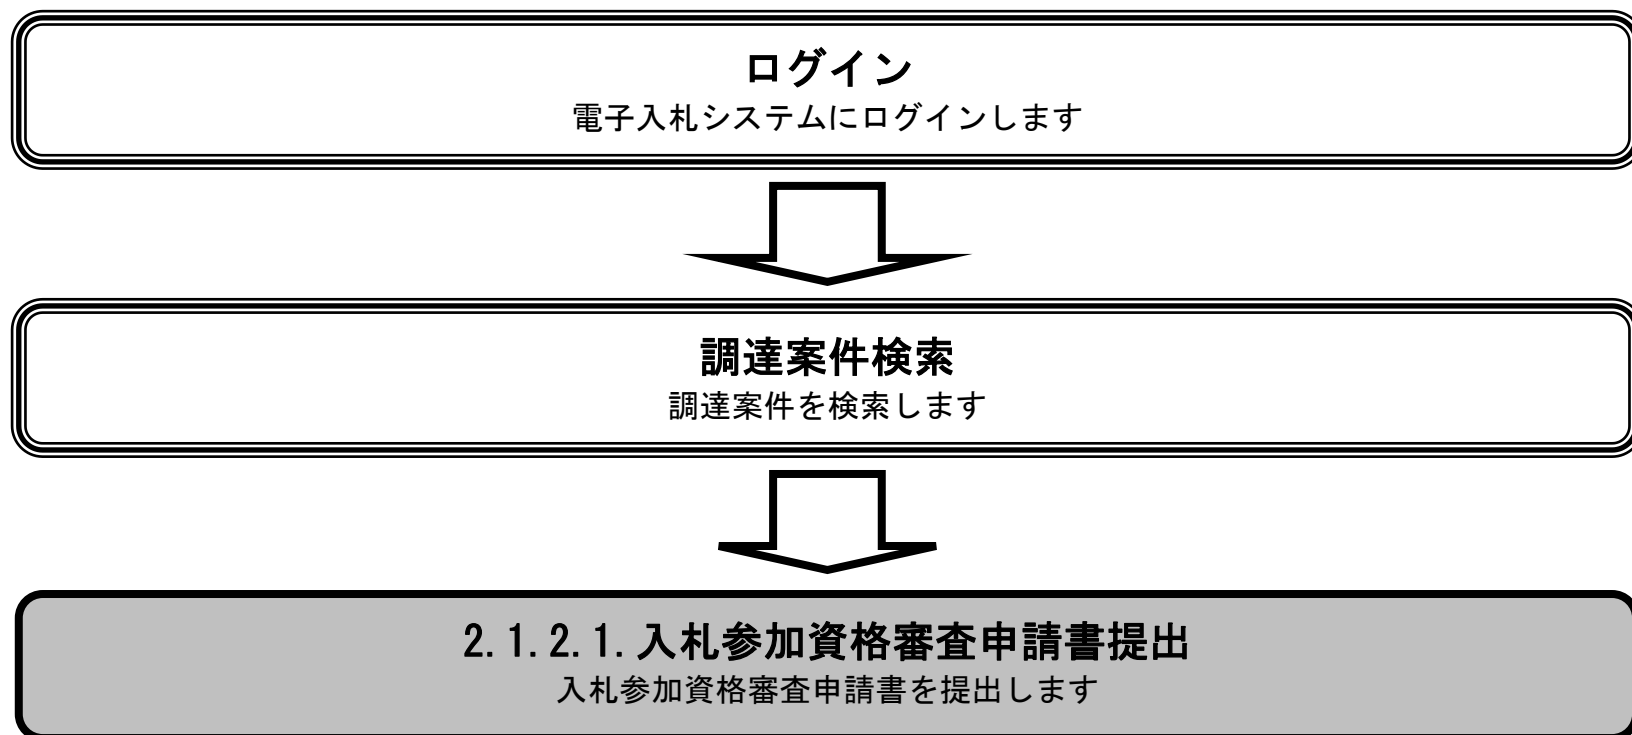 ログイン
電子入札システムにログインします
調達案件検索
調達案件を検索します
2.1.2.1.入札参加資格審査申請書提出
入札参加資格審査申請書を提出します